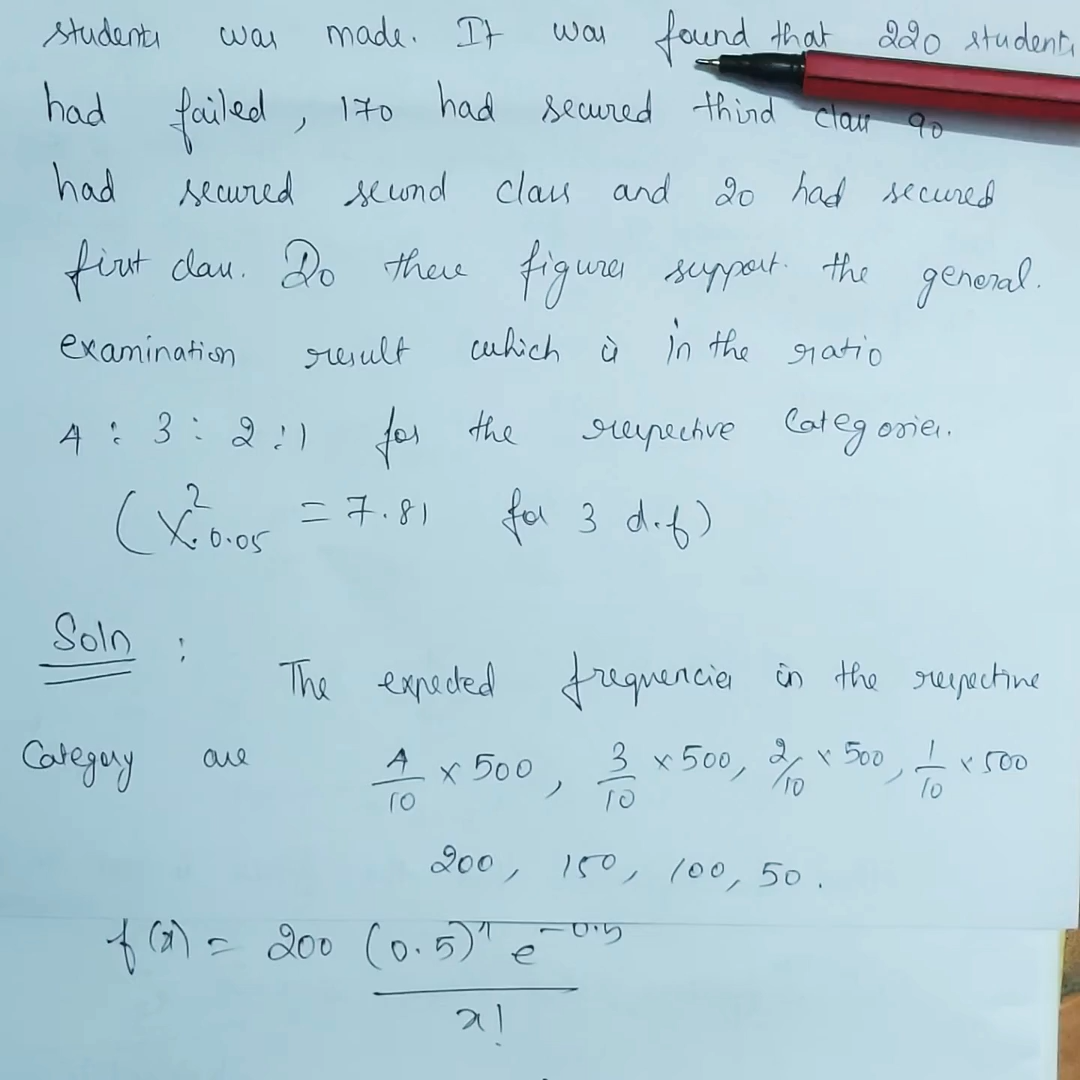 students was made. It was found that 220 students
had failed, 170 had secured third class 90
had secured second class and 20 had secured
first class. Do these figures support the general.
examination result which is in the ratio
4 : 3 : 2 : 1 for the respective Categories.
(χ²0.05 = 7.81 for 3 d.f)
Soln :
The expected frequencies in the respective
Category are 4/10 × 500, 3/10 × 500, 2/10 × 500, 1/10 × 500
200, 150, 100, 50.
f(x) = 200 (0.5)ˣ e^-0.5 / x!